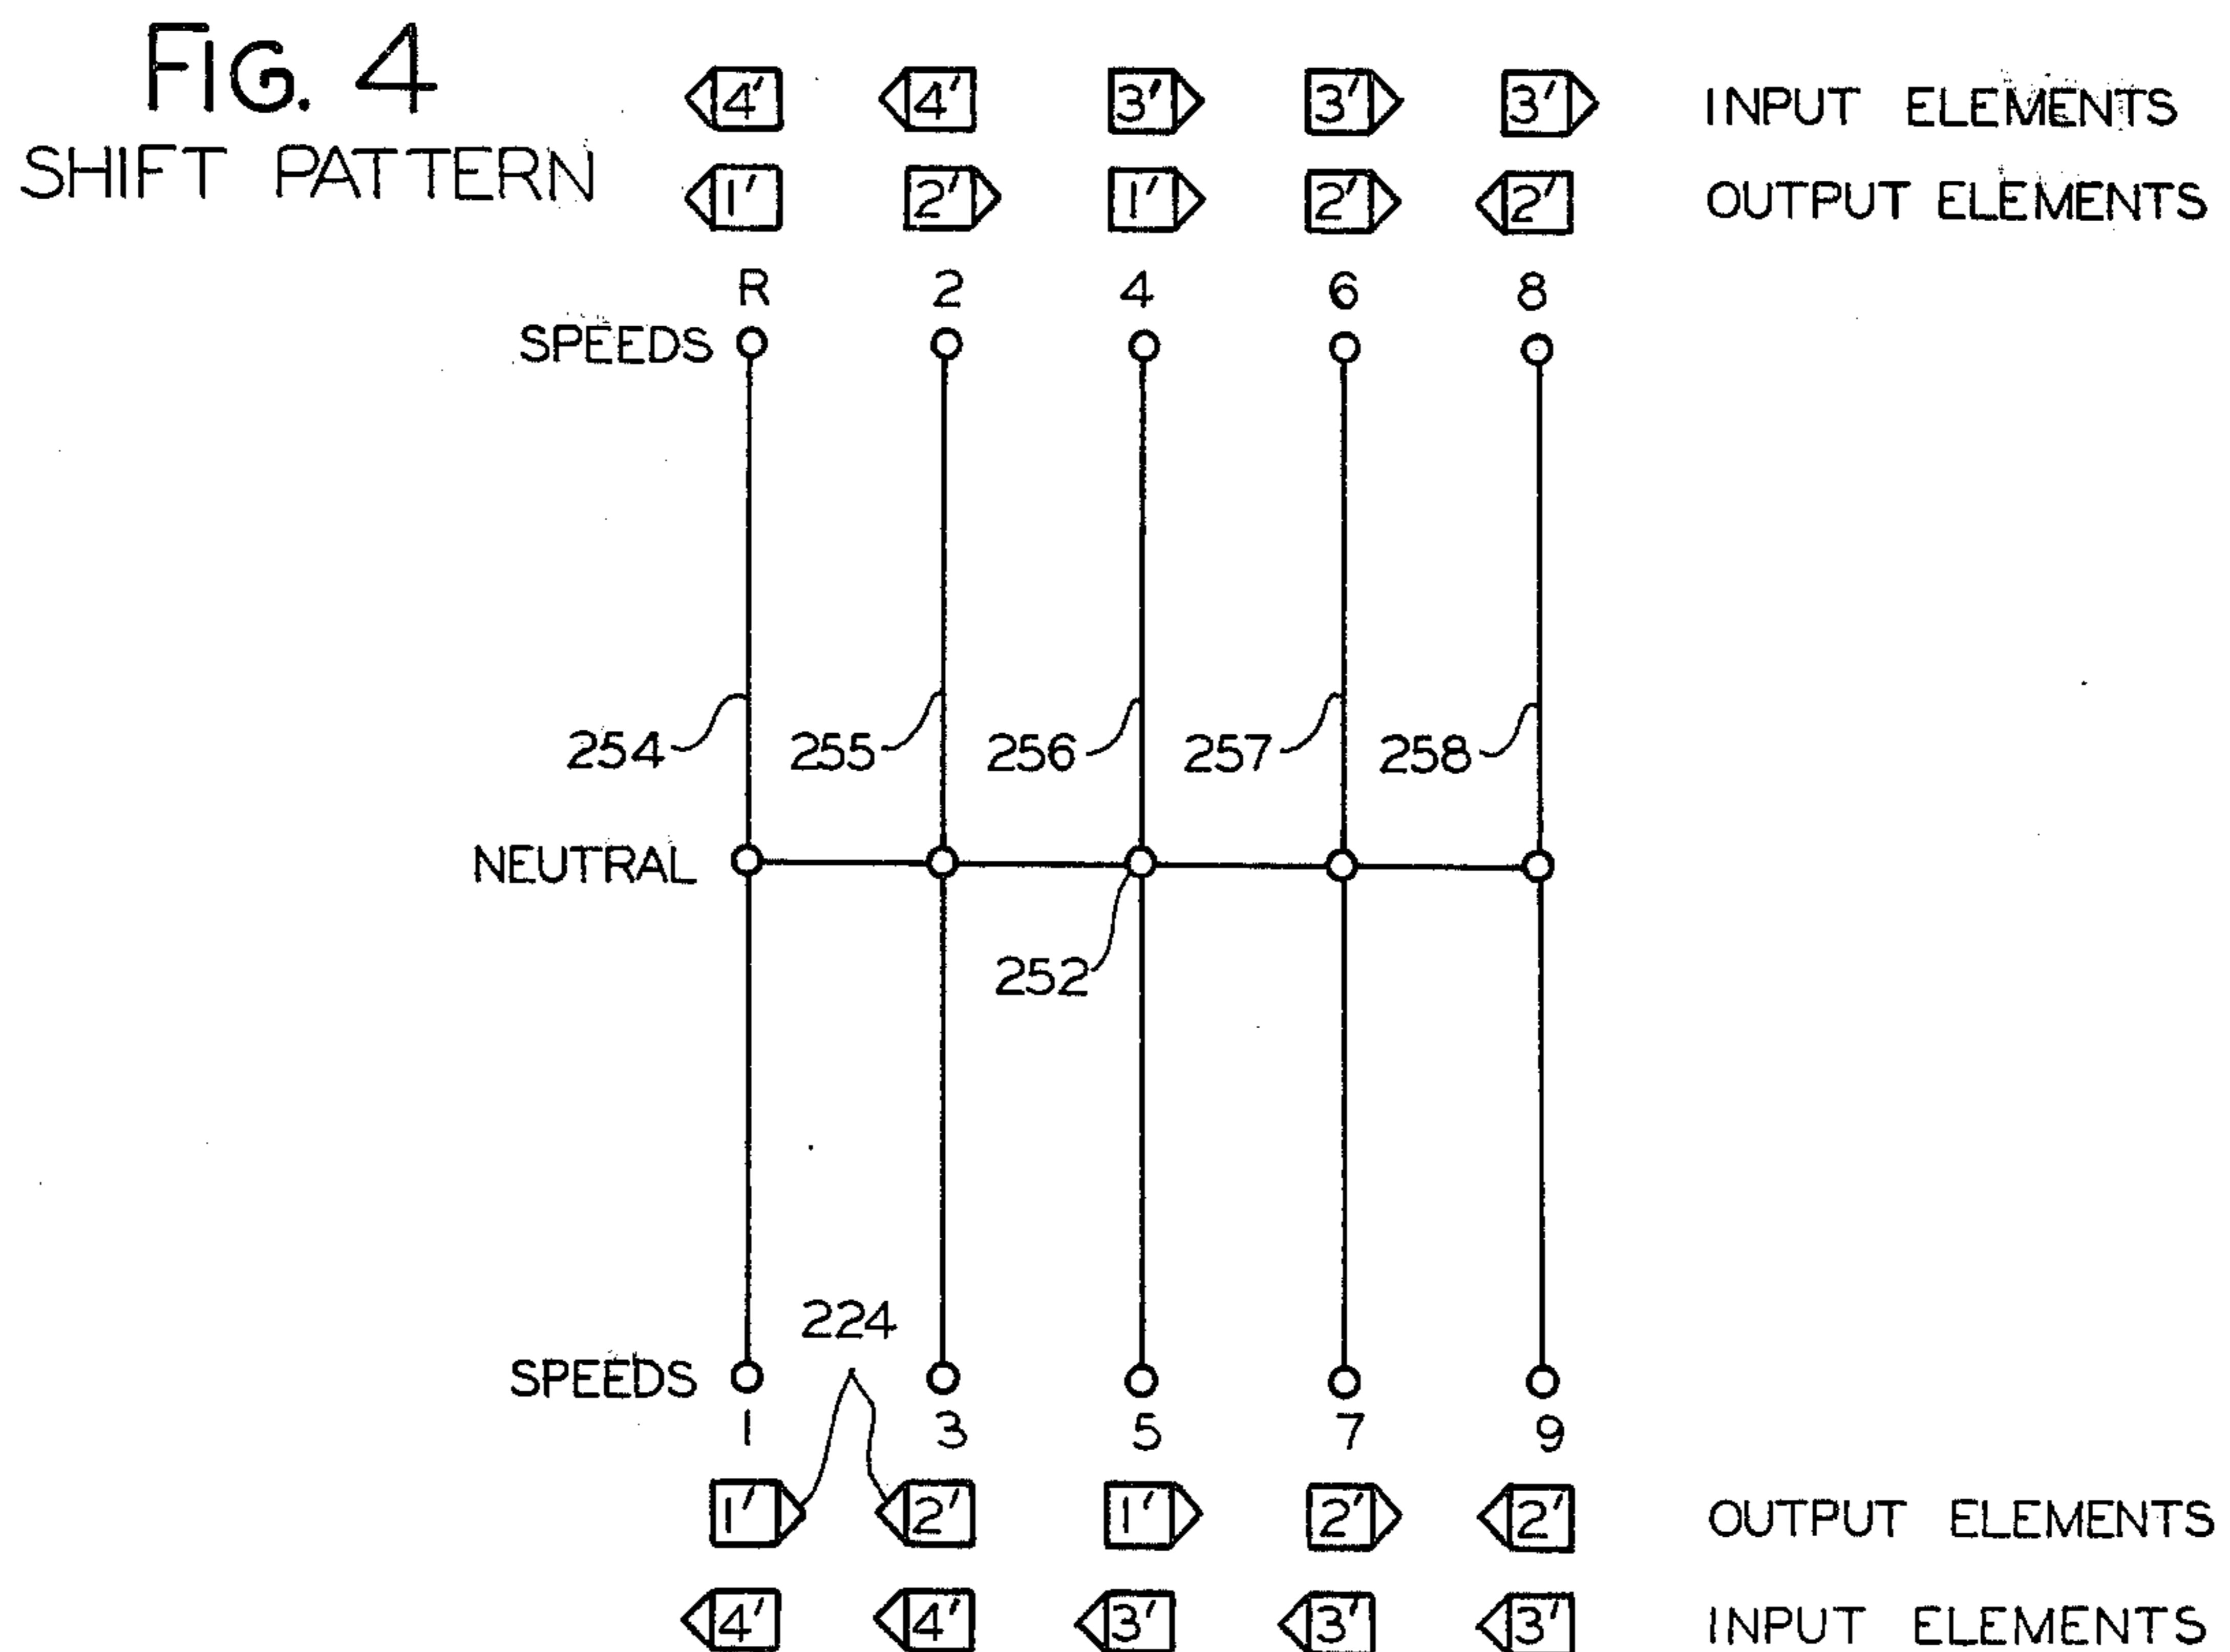 FIG. 4
SHIFT PATTERN
4' 4' 3' 3' 3' INPUT ELEMENTS
1' 2' 1' 2' 2' OUTPUT ELEMENTS
R 2 4 6 8
SPEEDS
254 255 256 257 258
NEUTRAL
252
224
SPEEDS
1 3 5 7 9
1' 2' 1' 2' 2' OUTPUT ELEMENTS
4' 4' 3' 3' 3' INPUT ELEMENTS